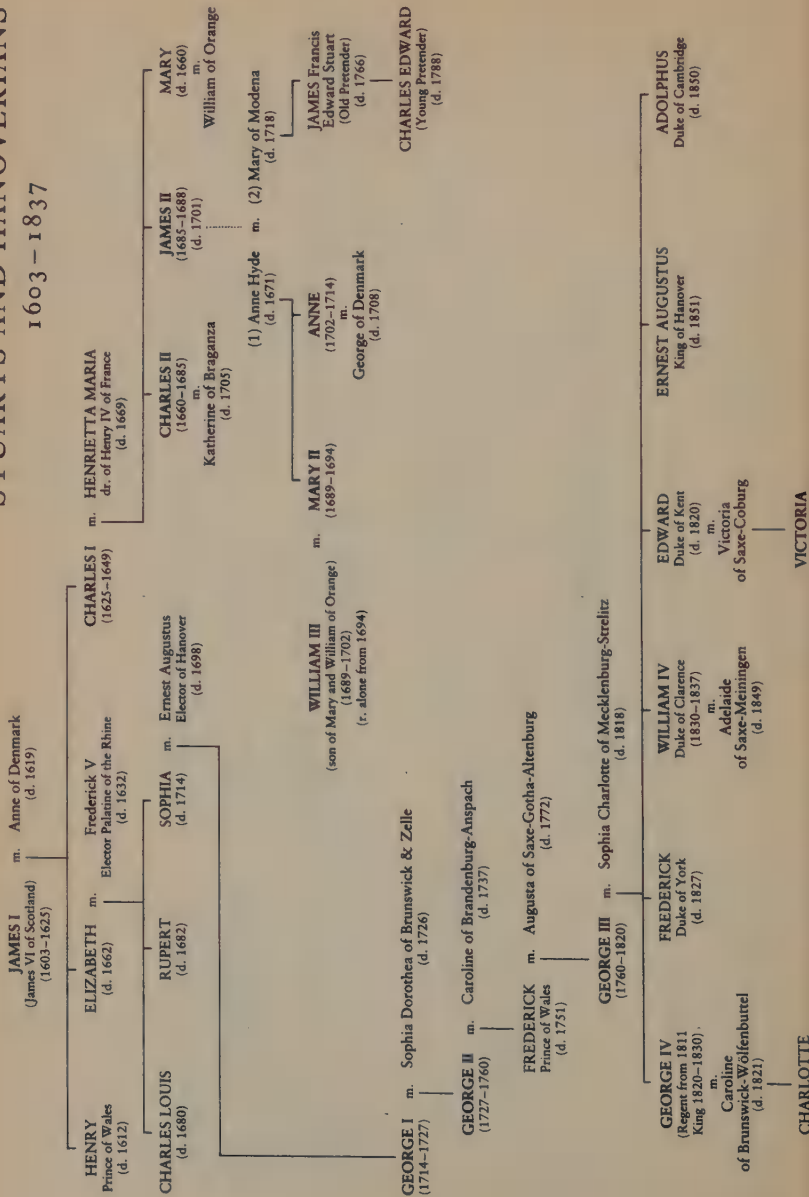 STUARTS AND HANOVERIANS
1603–1837
JAMES I m. Anne of Denmark
(James VI of Scotland) (d. 1619)
(1603–1625)
HENRY
Prince of Wales
(d. 1612)
ELIZABETH m. Frederick V
(d. 1662) Elector Palatine of the Rhine
(d. 1632)
CHARLES I m. HENRIETTA MARIA
(1625–1649) dr. of Henry IV of France
(d. 1669)
CHARLES LOUIS
(d. 1680)
RUPERT
(d. 1682)
SOPHIA m. Ernest Augustus
(d. 1714) Elector of Hanover
(d. 1698)
CHARLES II
(1660–1685)
m.
Katherine of Braganza
(d. 1705)
JAMES II
(1685–1688)
(d. 1701)
MARY
(d. 1660)
m.
William of Orange
(1) Anne Hyde m. (2) Mary of Modena
(d. 1671) (d. 1718)
WILLIAM III m. MARY II
(son of Mary and William of Orange) (1689–1694)
(1689–1702)
(r. alone from 1694)
ANNE
(1702–1714)
m.
George of Denmark
(d. 1708)
JAMES Francis
Edward Stuart
(Old Pretender)
(d. 1766)
CHARLES EDWARD
(Young Pretender)
(d. 1788)
GEORGE I m. Sophia Dorothea of Brunswick & Zelle
(1714–1727) (d. 1726)
GEORGE II m. Caroline of Brandenburg-Anspach
(1727–1760) (d. 1737)
FREDERICK m. Augusta of Saxe-Gotha-Altenburg
Prince of Wales (d. 1772)
(d. 1751)
GEORGE III m. Sophia Charlotte of Mecklenburg-Strelitz
(1760–1820) (d. 1818)
GEORGE IV
(Regent from 1811
King 1820–1830)
m.
Caroline
of Brunswick-Wölfenbuttel
(d. 1821)
CHARLOTTE
FREDERICK
Duke of York
(d. 1827)
WILLIAM IV
Duke of Clarence
(1830–1837)
m.
Adelaide
of Saxe-Meiningen
(d. 1849)
EDWARD
Duke of Kent
(d. 1820)
m.
Victoria
of Saxe-Coburg
VICTORIA
ERNEST AUGUSTUS
King of Hanover
(d. 1851)
ADOLPHUS
Duke of Cambridge
(d. 1850)